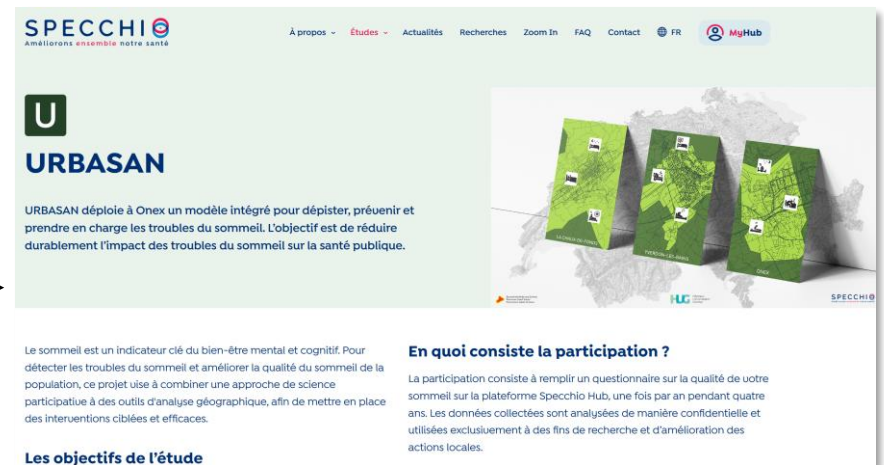 SPECCHIO
Améliorons ensemble notre santé
À propos
Études
Actualités
Recherches
Zoom In
FAQ
Contact
FR
MyHub
U
URBASAN
URBASAN déploie à Onex un modèle intégré pour dépister, prévenir et
prendre en charge les troubles du sommeil. L'objectif est de réduire
durablement l'impact des troubles du sommeil sur la santé publique.
LA CHAUX-DE-FONDS
YVERDON-LES-BAINS
ONEX
HUG
SPECCHIO
Le sommeil est un indicateur clé du bien-être mental et cognitif. Pour
détecter les troubles du sommeil et améliorer la qualité du sommeil de la
population, ce projet vise à combiner une approche de science
participative à des outils d'analyse géographique, afin de mettre en place
des interventions ciblées et efficaces.
Les objectifs de l'étude
En quoi consiste la participation ?
La participation consiste à remplir un questionnaire sur la qualité de votre
sommeil sur la plateforme Specchio Hub, une fois par an pendant quatre
ans. Les données collectées sont analysées de manière confidentielle et
utilisées exclusivement à des fins de recherche et d'amélioration des
actions locales.